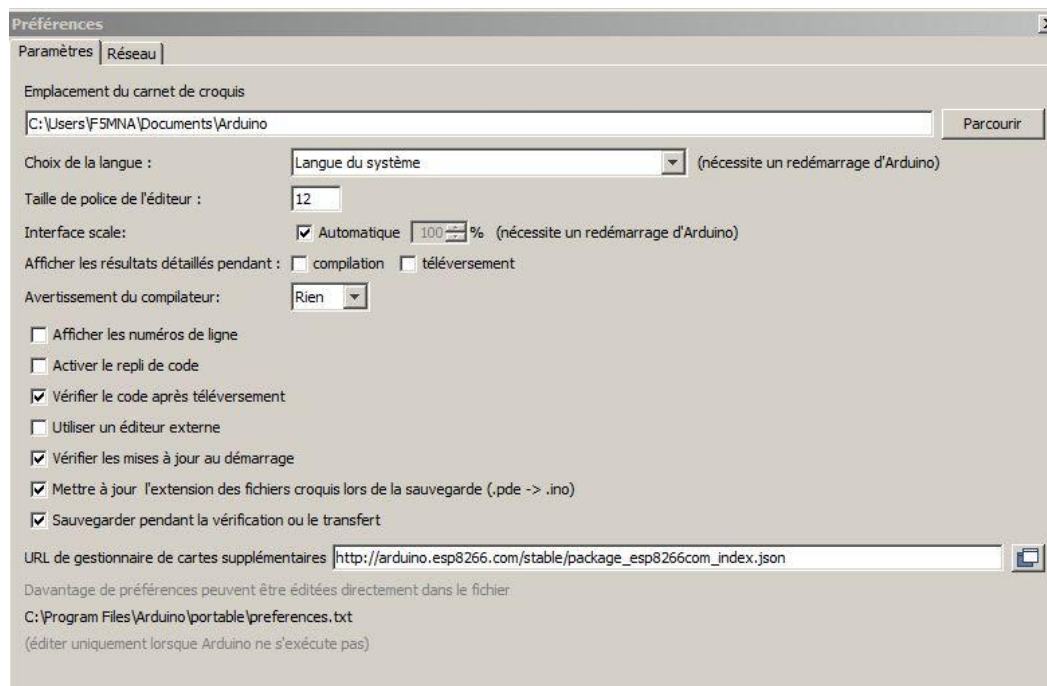 Préférences
Paramètres Réseau
Emplacement du carnet de croquis
C:\Users\F5MNA\Documents\Arduino Parcourir
Choix de la langue : Langue du système (nécessite un redémarrage d'Arduino)
Taille de police de l'éditeur : 12
Interface scale: Automatique 100 % (nécessite un redémarrage d'Arduino)
Afficher les résultats détaillés pendant : compilation téléversement
Avertissement du compilateur: Rien
Afficher les numéros de ligne
Activer le repli de code
Vérifier le code après téléversement
Utiliser un éditeur externe
Vérifier les mises à jour au démarrage
Mettre à jour l'extension des fichiers croquis lors de la sauvegarde (.pde -> .ino)
Sauvegarder pendant la vérification ou le transfert
URL de gestionnaire de cartes supplémentaires http://arduino.esp8266.com/stable/package_esp8266com_index.json
Davantage de préférences peuvent être éditées directement dans le fichier
C:\Program Files\Arduino\portable\preferences.txt
(éditer uniquement lorsque Arduino ne s'exécute pas)